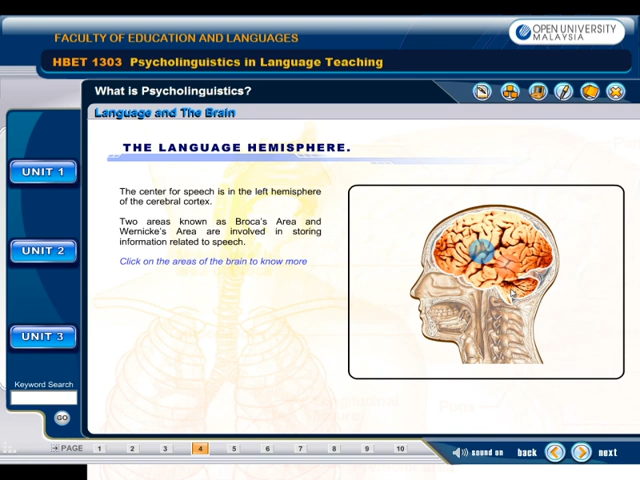 OPEN UNIVERSITY
MALAYSIA
FACULTY OF EDUCATION AND LANGUAGES
HBET 1303 Psycholinguistics in Language Teaching
What is Psycholinguistics?
Language and The Brain
THE LANGUAGE HEMISPHERE.
UNIT 1
UNIT 2
UNIT 3
The center for speech is in the left hemisphere
of the cerebral cortex.
Two areas known as Broca's Area and
Wernicke's Area are involved in storing
information related to speech.
Click on the areas of the brain to know more
Keyword Search
GO
PAGE 1 2 3 4 5 6 7 8 9 10
sound on back next